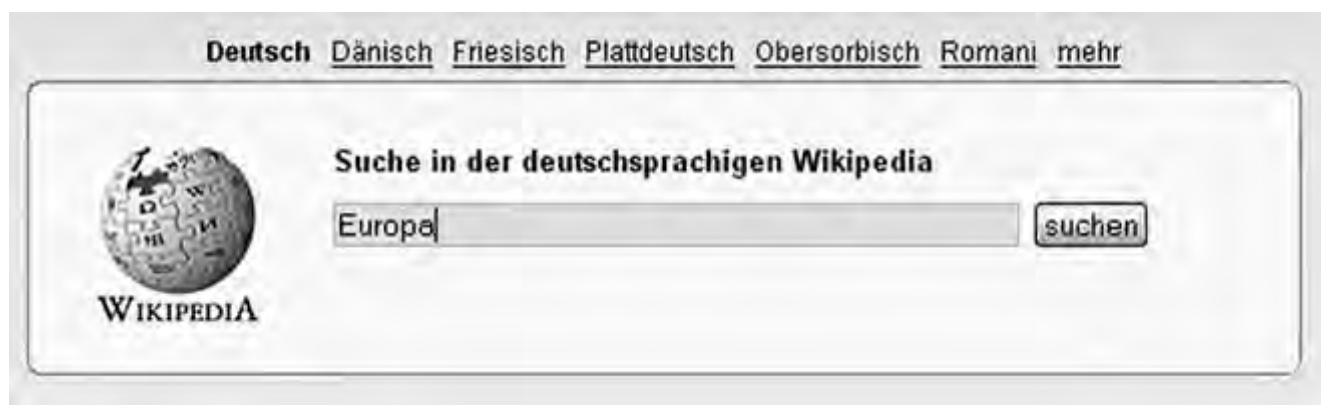 Deutsch Dänisch Friesisch Plattdeutsch Obersorbisch Romani mehr
Suche in der deutschsprachigen Wikipedia
Europa suchen
WIKIPEDIA